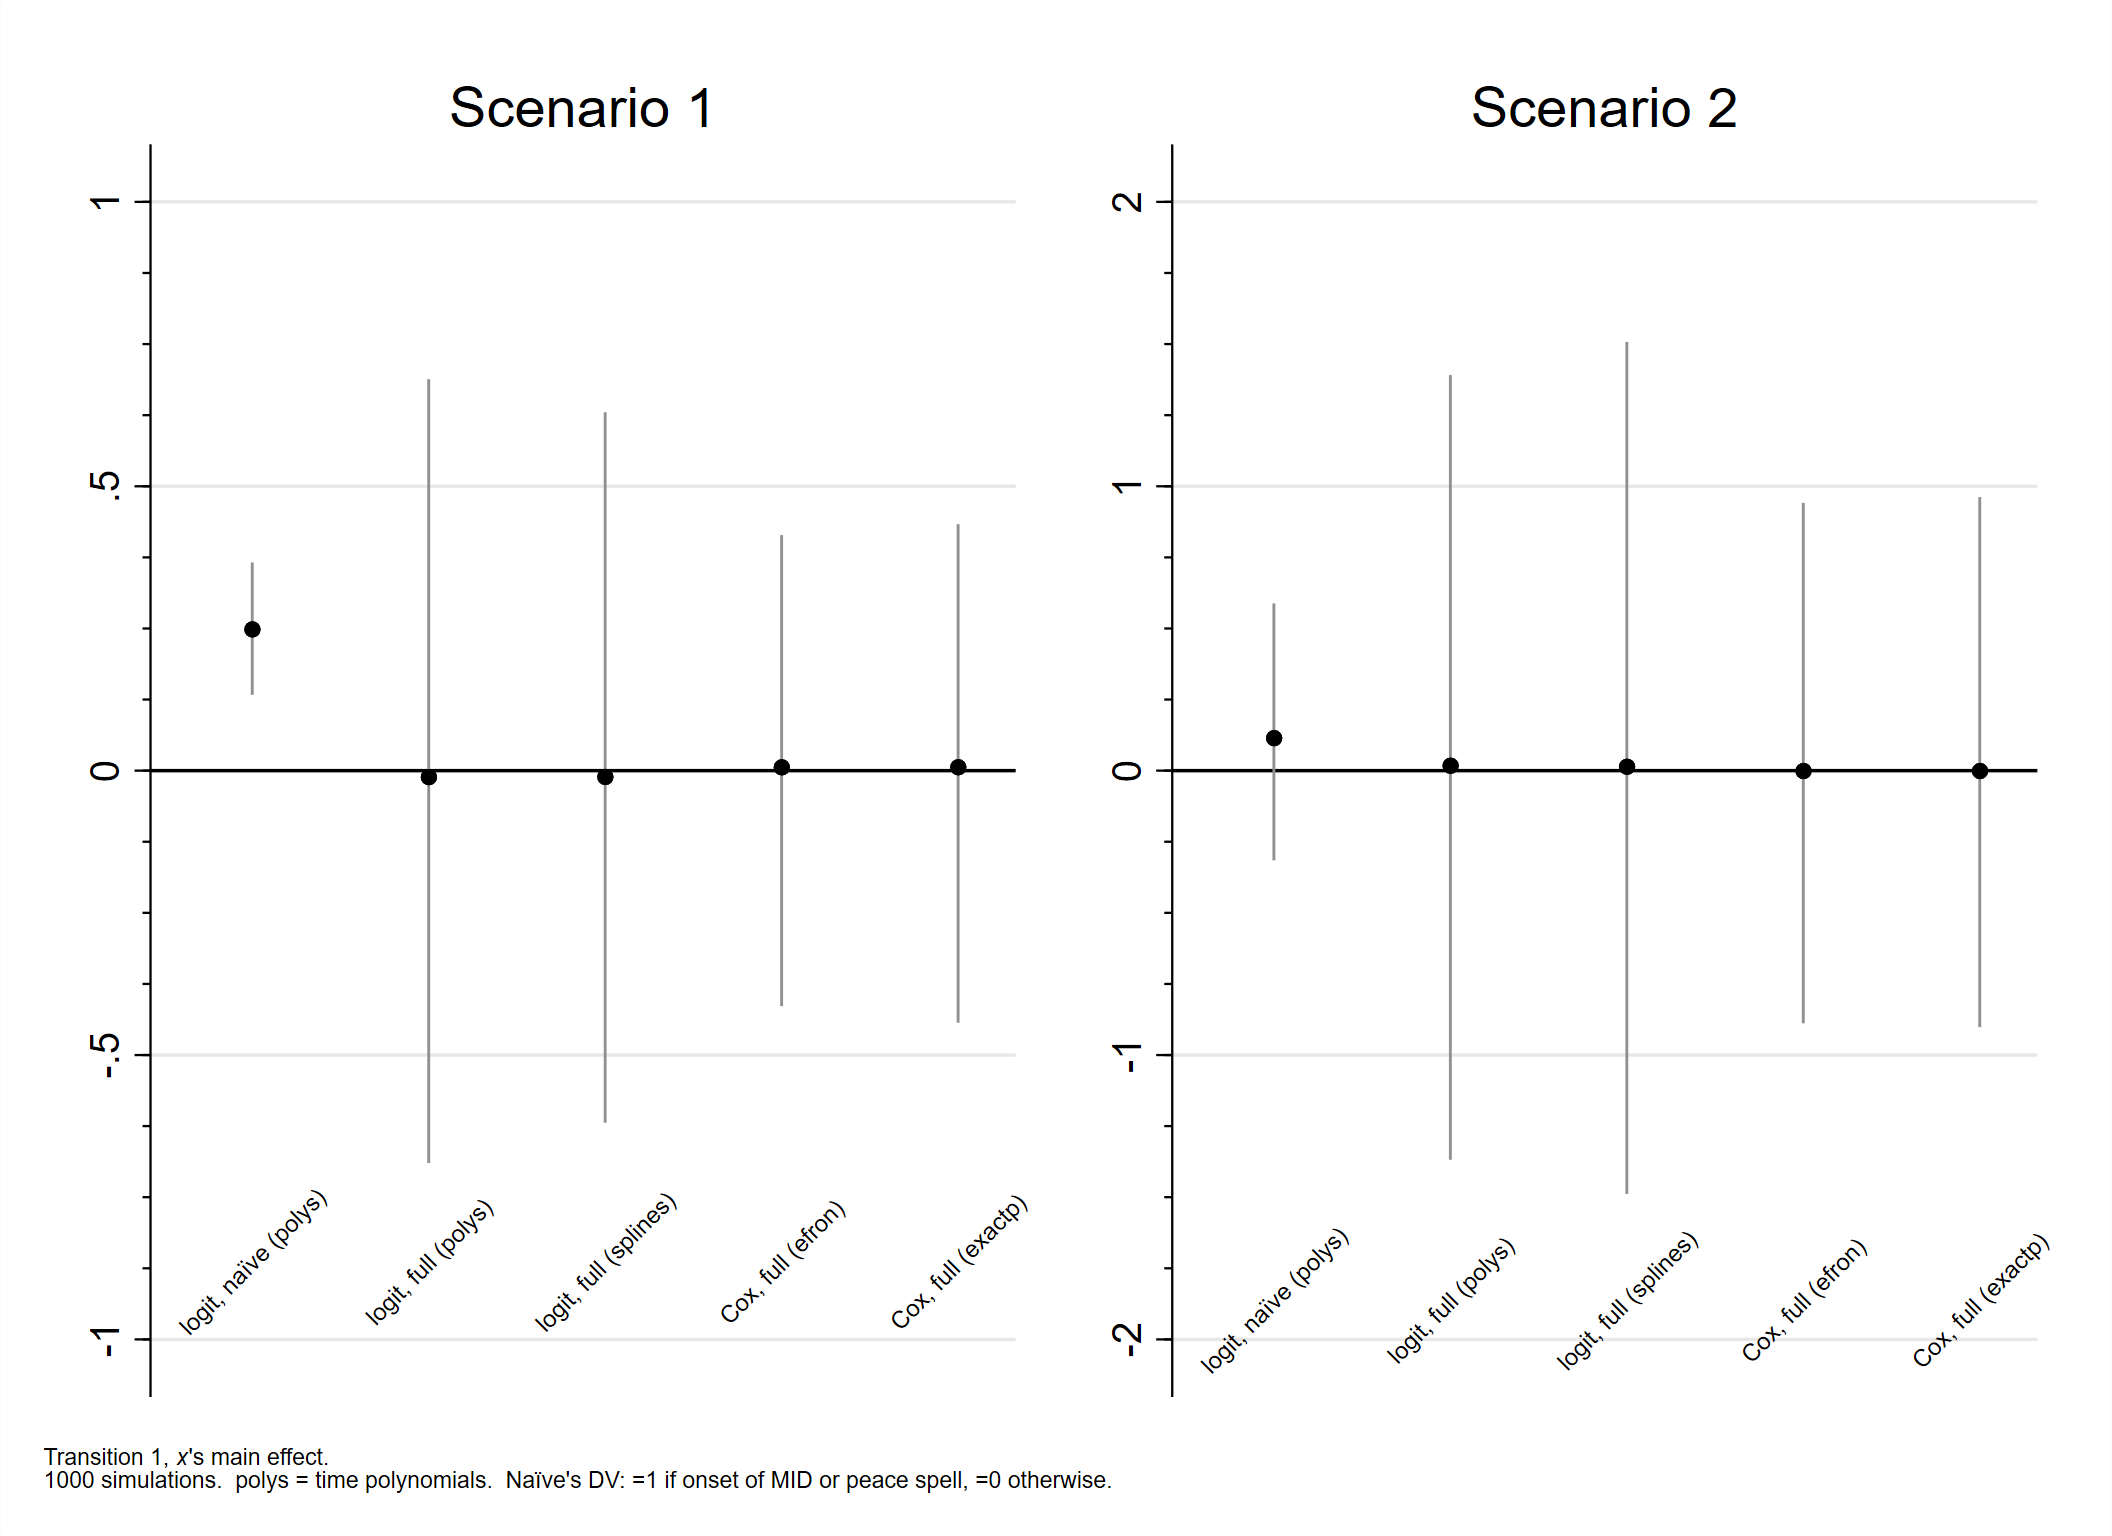 Scenario 1
1
.5
0
-.5
-1
logit, naïve (polys)
logit, full (polys)
logit, full (splines)
Cox, full (efron)
Cox, full (exactp)
Scenario 2
2
1
0
-1
-2
logit, naïve (polys)
logit, full (polys)
logit, full (splines)
Cox, full (efron)
Cox, full (exactp)
Transition 1, x's main effect.
1000 simulations.  polys = time polynomials.  Naïve's DV: =1 if onset of MID or peace spell, =0 otherwise.